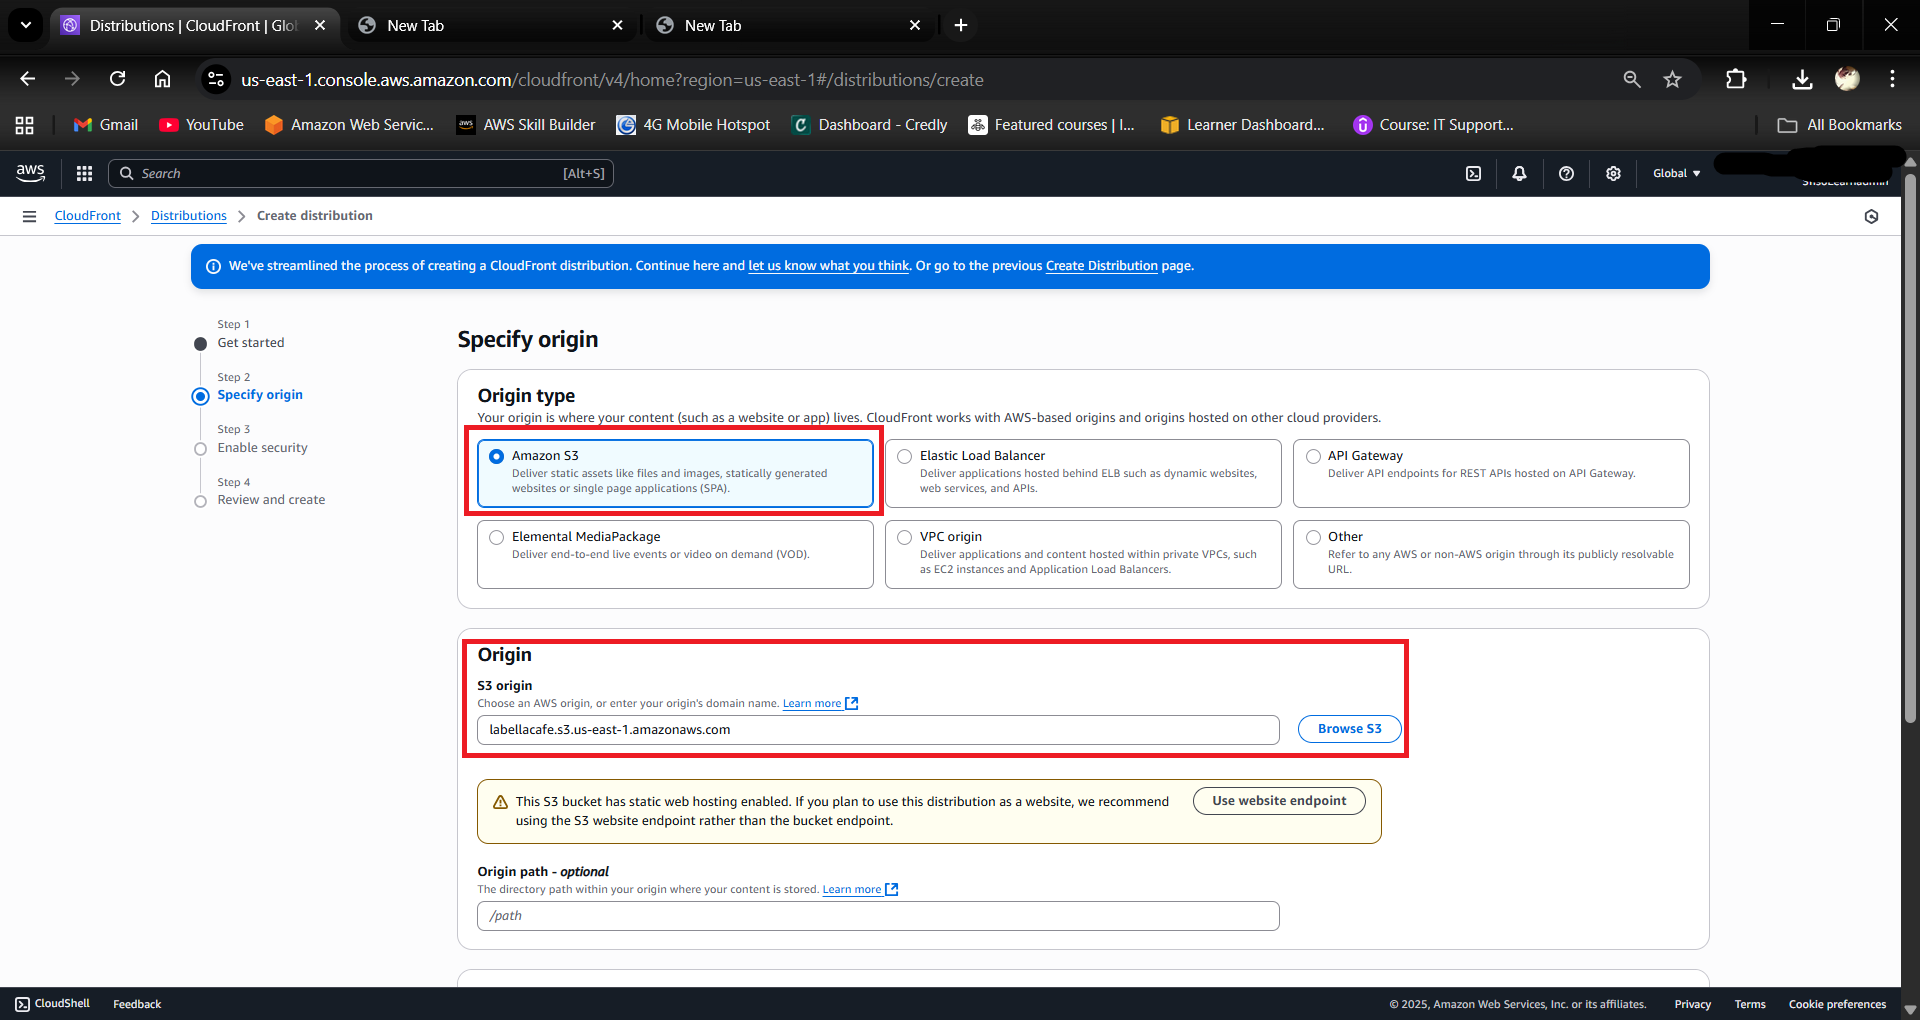 Distributions | CloudFront | Glo
New Tab
New Tab
us-east-1.console.aws.amazon.com/cloudfront/v4/home?region=us-east-1#/distributions/create
Gmail
YouTube
Amazon Web Servic...
aws
AWS Skill Builder
4G Mobile Hotspot
Dashboard - Credly
Featured courses | I...
Learner Dashboard...
Course: IT Support...
All Bookmarks
aws
Search
[Alt+S]
Global
CloudFront
Distributions
Create distribution
We've streamlined the process of creating a CloudFront distribution. Continue here and let us know what you think. Or go to the previous Create Distribution page.
Step 1
Get started
Step 2
Specify origin
Step 3
Enable security
Step 4
Review and create
Specify origin
Origin type
Your origin is where your content (such as a website or app) lives. CloudFront works with AWS-based origins and origins hosted on other cloud providers.
Amazon S3
Deliver static assets like files and images, statically generated
websites or single page applications (SPA).
Elastic Load Balancer
Deliver applications hosted behind ELB such as dynamic websites,
web services, and APIs.
API Gateway
Deliver API endpoints for REST APIs hosted on API Gateway.
Elemental MediaPackage
Deliver end-to-end live events or video on demand (VOD).
VPC origin
Deliver applications and content hosted within private VPCs, such
as EC2 instances and Application Load Balancers.
Other
Refer to any AWS or non-AWS origin through its publicly resolvable
URL.
Origin
S3 origin
Choose an AWS origin, or enter your origin's domain name. Learn more
labellacafe.s3.us-east-1.amazonaws.com
Browse S3
This S3 bucket has static web hosting enabled. If you plan to use this distribution as a website, we recommend
using the S3 website endpoint rather than the bucket endpoint.
Use website endpoint
Origin path - optional
The directory path within your origin where your content is stored. Learn more
/path
CloudShell
Feedback
© 2025, Amazon Web Services, Inc. or its affiliates.
Privacy
Terms
Cookie preferences